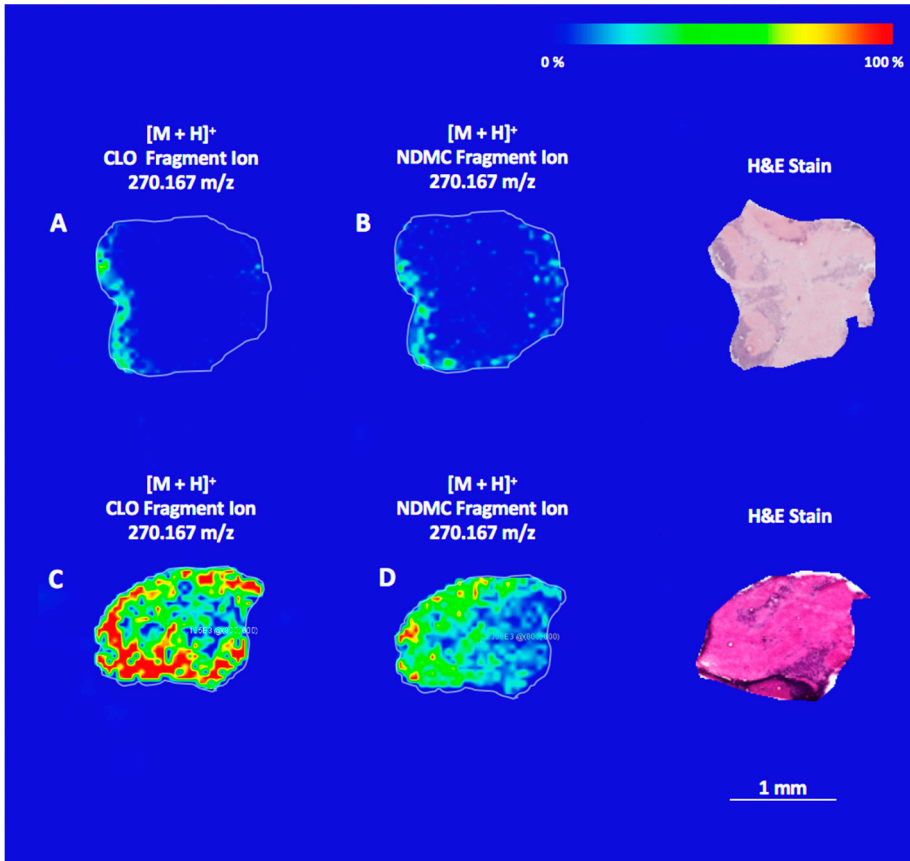 0 %
100 %
[M + H]⁺
CLO Fragment Ion
270.167 m/z
[M + H]⁺
NDMC Fragment Ion
270.167 m/z
H&E Stain
A
B
[M + H]⁺
CLO Fragment Ion
270.167 m/z
[M + H]⁺
NDMC Fragment Ion
270.167 m/z
H&E Stain
C
D
1 mm